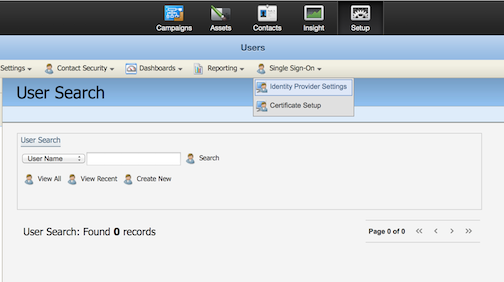 Campaigns Assets Contacts Insight Setup
Users
Settings Contact Security Dashboards Reporting Single Sign-On
Identity Provider Settings
Certificate Setup
User Search
User Search
User Name Search
View All View Recent Create New
User Search: Found 0 records
Page 0 of 0 << < > >>